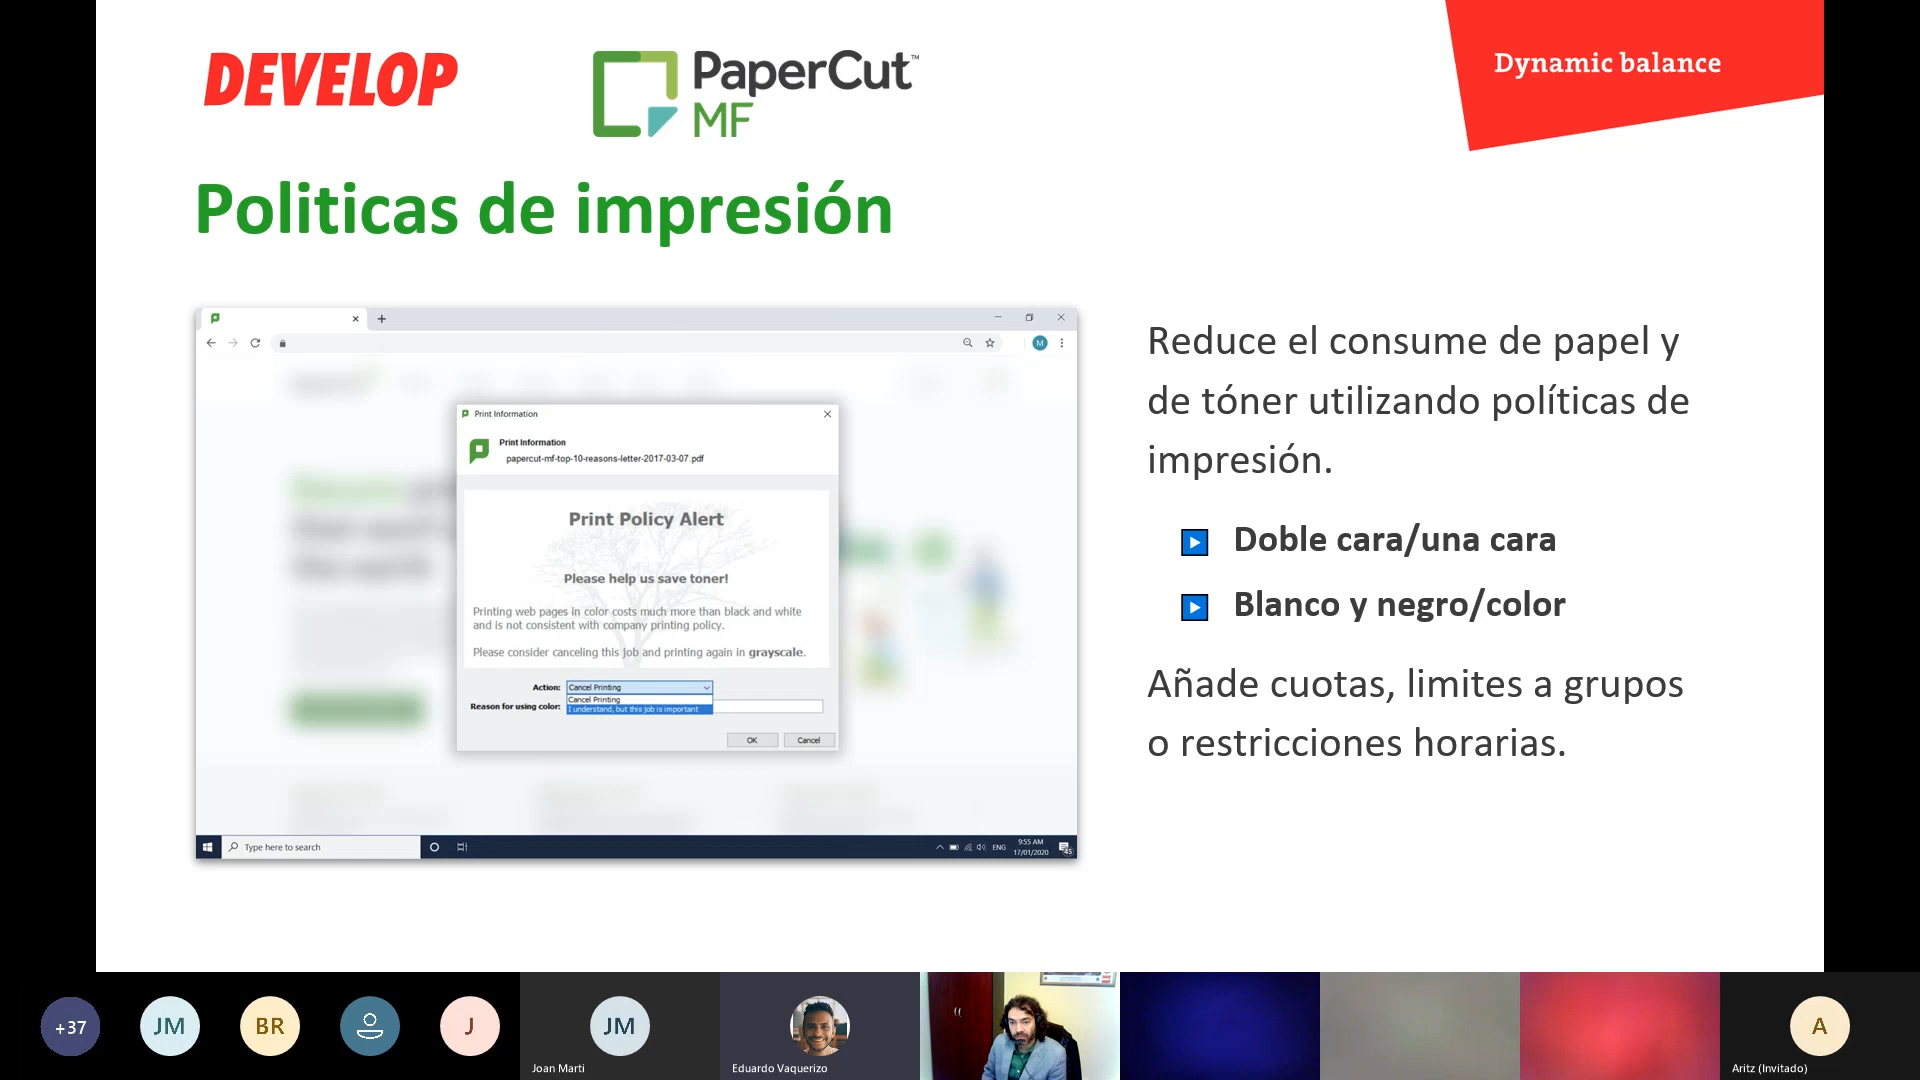 DEVELOP
PaperCut™
MF
Dynamic balance
Politicas de impresión
Print Information
Print Information
papercut-mf-top-10-reasons-letter-2017-03-07.pdf
Print Policy Alert
Please help us save toner!
Printing web pages in color costs much more than black and white
and is not consistent with company printing policy.
Please consider canceling this job and printing again in grayscale.
Action: Cancel Printing
Cancel Printing
Reason for using color: I understand, but this job is important
OK Cancel
M
Type here to search
ENG
9:55 AM
17/01/2020
45
Reduce el consume de papel y
de tóner utilizando políticas de
impresión.
Doble cara/una cara
Blanco y negro/color
Añade cuotas, limites a grupos
o restricciones horarias.
+37
JM
BR
J
JM
Joan Marti
Eduardo Vaquerizo
A
Aritz (Invitado)